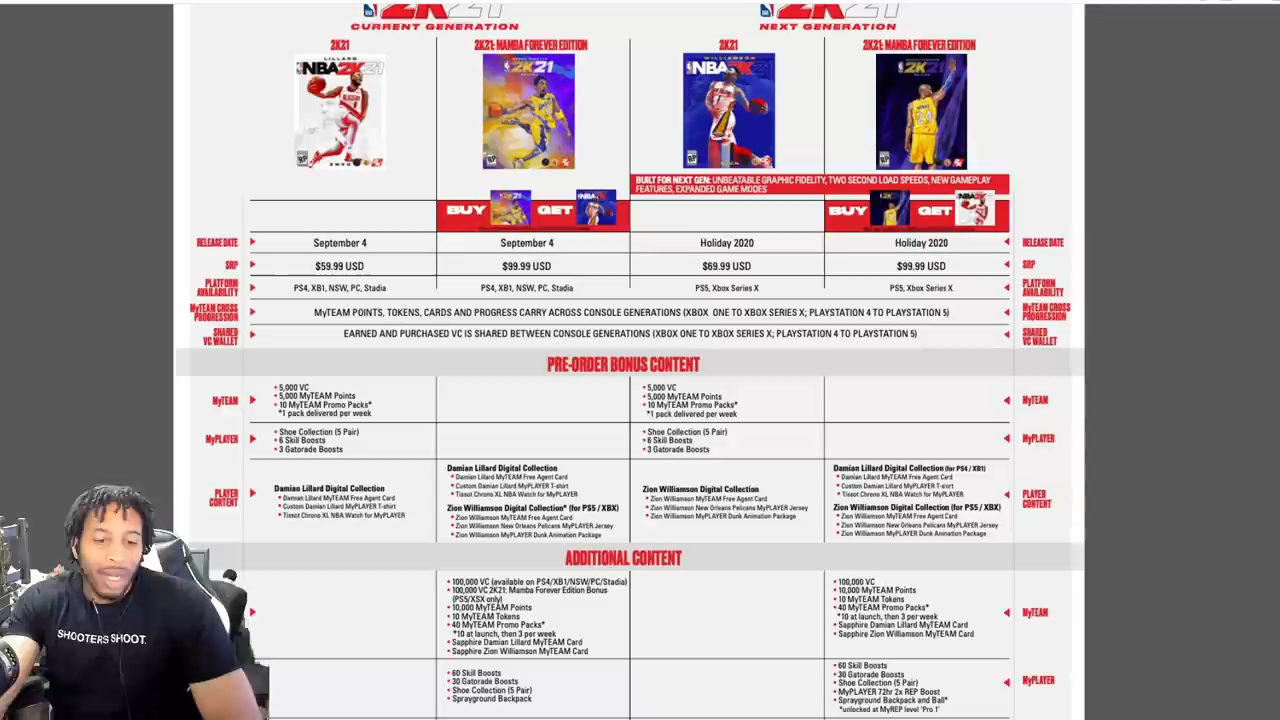 2K21
2K21
CURRENT GENERATION
NEXT GENERATION
2K21
2K21: MAMBA FOREVER EDITION
2K21
2K21: MAMBA FOREVER EDITION
LILLARD
NBA2K21
2K21
WILLIAMSON
NBA2K21
2K21
BUILT FOR NEXT GEN: UNBEATABLE GRAPHIC FIDELITY, TWO SECOND LOAD SPEEDS, NEW GAMEPLAY
FEATURES, EXPANDED GAME MODES
BUY GET
BUY GET
RELEASE DATE
September 4
September 4
Holiday 2020
Holiday 2020
RELEASE DATE
SRP
$59.99 USD
$99.99 USD
$69.99 USD
$99.99 USD
SRP
PLATFORM
AVAILABILITY
PS4, XB1, NSW, PC, Stadia
PS4, XB1, NSW, PC, Stadia
PS5, Xbox Series X
PS5, Xbox Series X
PLATFORM
AVAILABILITY
MyTEAM CROSS
PROGRESSION
MyTEAM POINTS, TOKENS, CARDS AND PROGRESS CARRY ACROSS CONSOLE GENERATIONS (XBOX ONE TO XBOX SERIES X; PLAYSTATION 4 TO PLAYSTATION 5)
MyTEAM CROSS
PROGRESSION
SHARED
VC WALLET
EARNED AND PURCHASED VC IS SHARED BETWEEN CONSOLE GENERATIONS (XBOX ONE TO XBOX SERIES X; PLAYSTATION 4 TO PLAYSTATION 5)
SHARED
VC WALLET
PRE-ORDER BONUS CONTENT
MyTEAM
• 5,000 VC
• 5,000 MyTEAM Points
• 10 MyTEAM Promo Packs*
*1 pack delivered per week
• 5,000 VC
• 5,000 MyTEAM Points
• 10 MyTEAM Promo Packs*
*1 pack delivered per week
MyTEAM
MyPLAYER
• Shoe Collection (5 Pair)
• 6 Skill Boosts
• 3 Gatorade Boosts
• Shoe Collection (5 Pair)
• 6 Skill Boosts
• 3 Gatorade Boosts
MyPLAYER
PLAYER
CONTENT
Damian Lillard Digital Collection
• Damian Lillard MyTEAM Free Agent Card
• Custom Damian Lillard MyPLAYER T-shirt
• Tissot Chrono XL NBA Watch for MyPLAYER
Damian Lillard Digital Collection
• Damian Lillard MyTEAM Free Agent Card
• Custom Damian Lillard MyPLAYER T-shirt
• Tissot Chrono XL NBA Watch for MyPLAYER
Zion Williamson Digital Collection* (for PS5 / XBX)
• Zion Williamson MyTEAM Free Agent Card
• Zion Williamson New Orleans Pelicans MyPLAYER Jersey
• Zion Williamson MyPLAYER Dunk Animation Package
Zion Williamson Digital Collection
• Zion Williamson MyTEAM Free Agent Card
• Zion Williamson New Orleans Pelicans MyPLAYER Jersey
• Zion Williamson MyPLAYER Dunk Animation Package
Damian Lillard Digital Collection (for PS4 / XB1)
• Damian Lillard MyTEAM Free Agent Card
• Custom Damian Lillard MyPLAYER T-svirt
• Tissot Chrono XL NBA Watch for MyPLAYER
Zion Williamson Digital Collection (for PS5 / XBX)
• Zion Williamson MyTEAM Free Agent Card
• Zion Williamson New Orleans Pelicans MyPLAYER Jersey
• Zion Williamson MyPLAYER Dunk Animation Package
PLAYER
CONTENT
ADDITIONAL CONTENT
• 100,000 VC (available on PS4/XB1/NSW/PC/Stadia)
• 100,000 VC 2K21: Mamba Forever Edition Bonus
(PS5/XSX only)
• 10,000 MyTEAM Points
• 10 MyTEAM Tokens
• 40 MyTEAM Promo Packs*
*10 at launch, then 3 per week
• Sapphire Damian Lillard MyTEAM Card
• Sapphire Zion Williamson MyTEAM Card
• 100,000 VC
• 10,000 MyTEAM Points
• 10 MyTEAM Tokens
• 40 MyTEAM Promo Packs*
*10 at launch, then 3 per week
• Sapphire Damian Lillard MyTEAM Card
• Sapphire Zion Williamson MyTEAM Card
MyTEAM
• 60 Skill Boosts
• 30 Gatorade Boosts
• Shoe Collection (5 Pair)
• Sprayground Backpack
• 60 Skill Boosts
• 30 Gatorade Boosts
• Shoe Collection (5 Pair)
• MyPLAYER 72hr 2x REP Boost
• Sprayground Backpack and Ball*
*unlocked at MyREP level 'Pro 1'
MyPLAYER
SHOOTERS SHOOT.